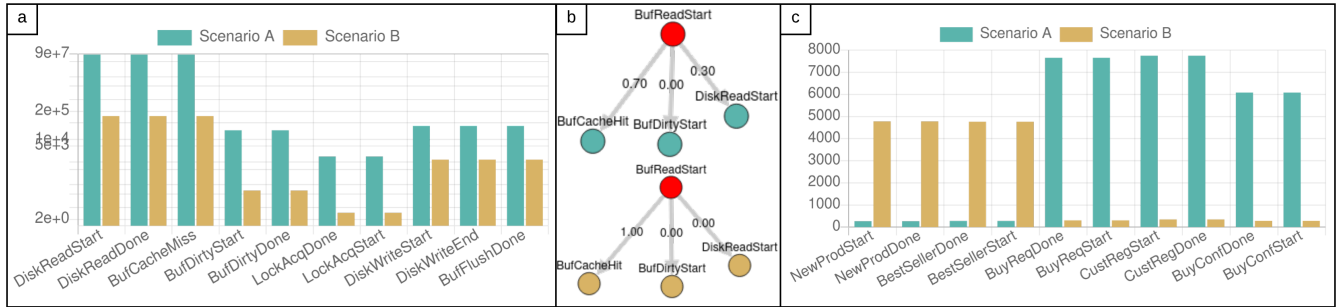 a
Scenario A Scenario B
9e+7
2e+5
1e+4
5e+3
2e+0
DiskReadStart
DiskReadDone
BufCacheMiss
BufDirtyStart
BufDirtyDone
LockAcqDone
LockAcqStart
DiskWriteStart
DiskWriteEnd
BufFlushDone
b
BufReadStart
0.70 0.00 0.30
DiskReadStart
BufCacheHit BufDirtyStart
BufReadStart
1.00 0.00 0.00
DiskReadStart
BufCacheHit BufDirtyStart
c
Scenario A Scenario B
8000
7000
6000
5000
4000
3000
2000
1000
0
NewProdStart
NewProdDone
BestSellerDone
BestSellerStart
BuyReqDone
BuyReqStart
CustRegStart
CustRegDone
BuyConfDone
BuyConfStart